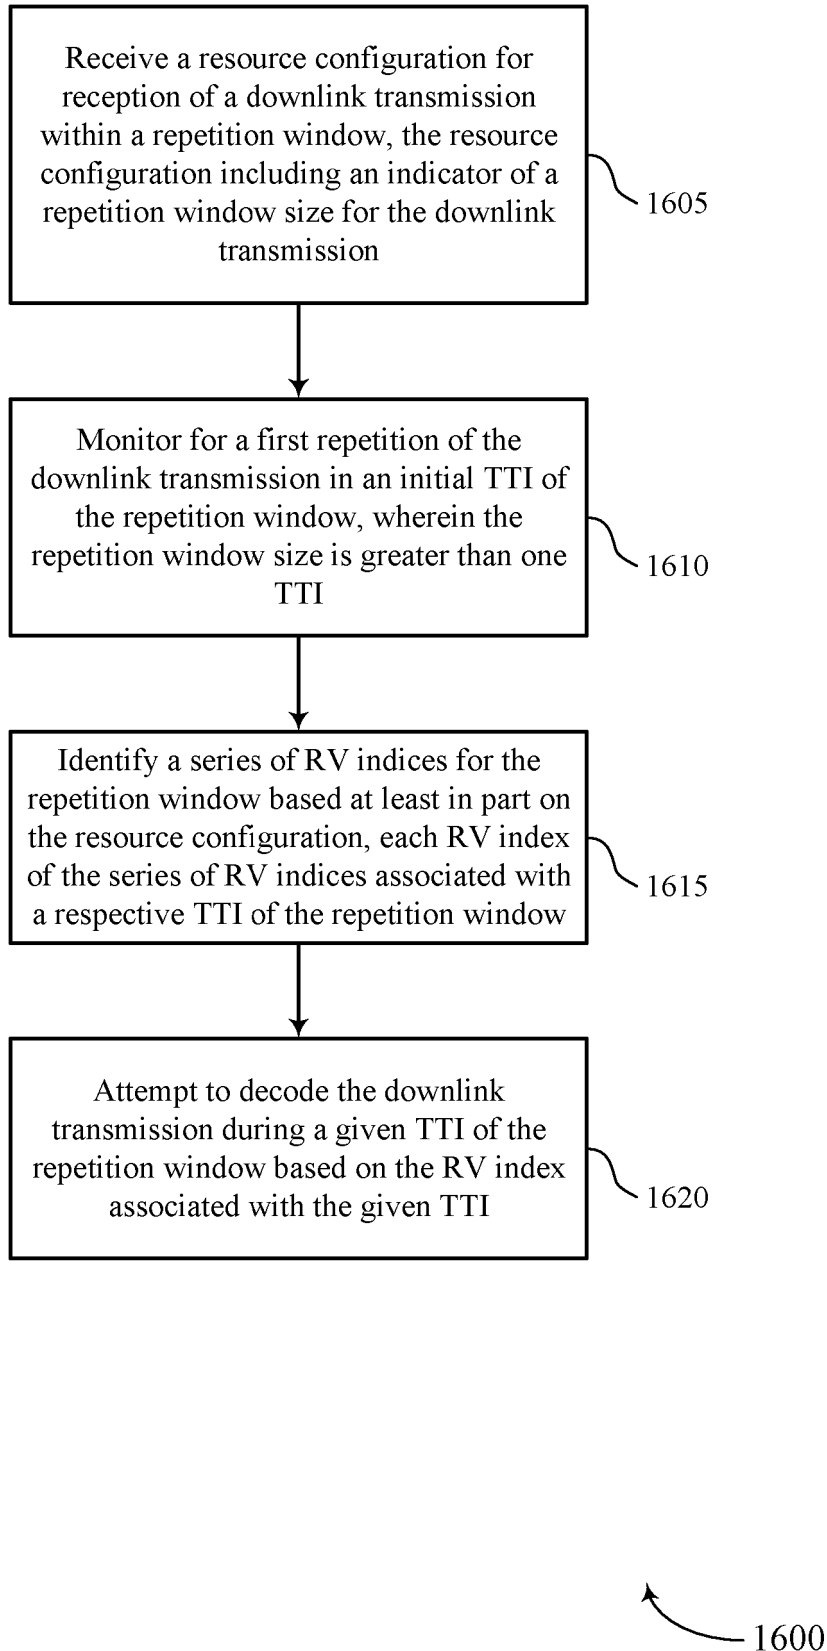 Receive a resource configuration for
reception of a downlink transmission
within a repetition window, the resource
configuration including an indicator of a
repetition window size for the downlink
transmission
1605
Monitor for a first repetition of the
downlink transmission in an initial TTI of
the repetition window, wherein the
repetition window size is greater than one
TTI
1610
Identify a series of RV indices for the
repetition window based at least in part on
the resource configuration, each RV index
of the series of RV indices associated with
a respective TTI of the repetition window
1615
Attempt to decode the downlink
transmission during a given TTI of the
repetition window based on the RV index
associated with the given TTI
1620
1600